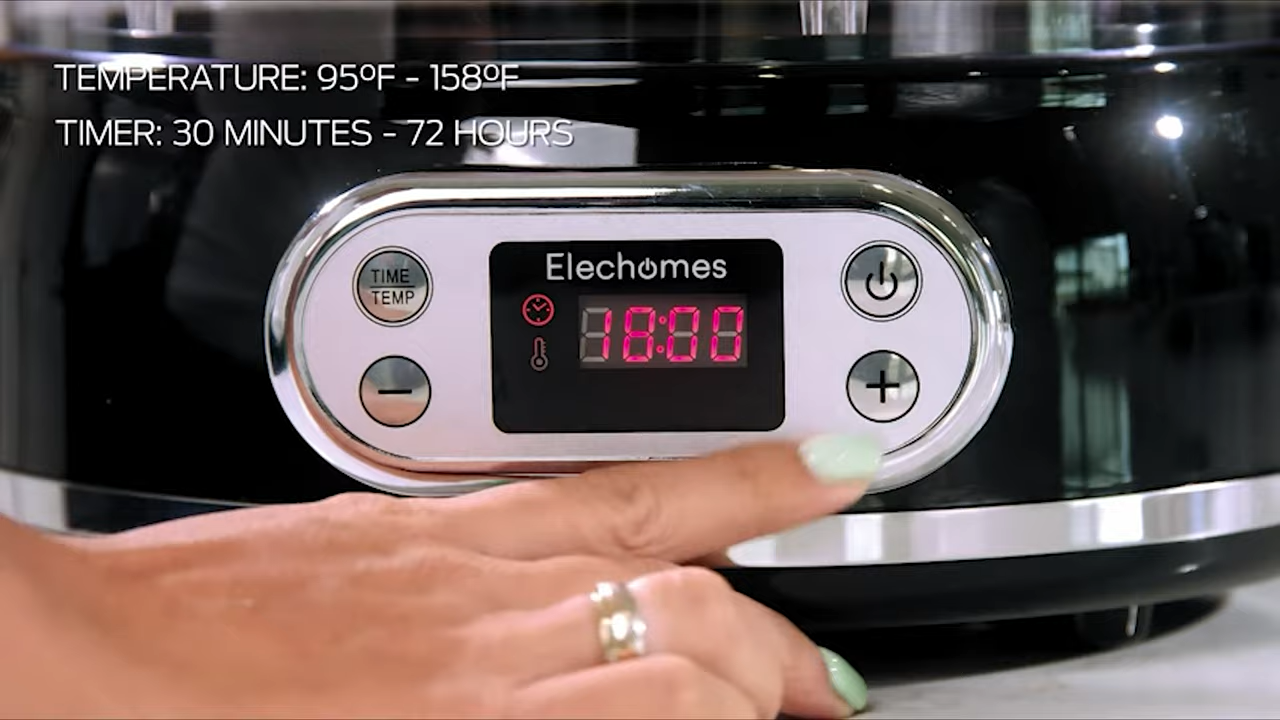 TEMPERATURE: 95ºF - 158ºF
TIMER: 30 MINUTES - 72 HOURS
Elechomes
TIME
TEMP
18:00